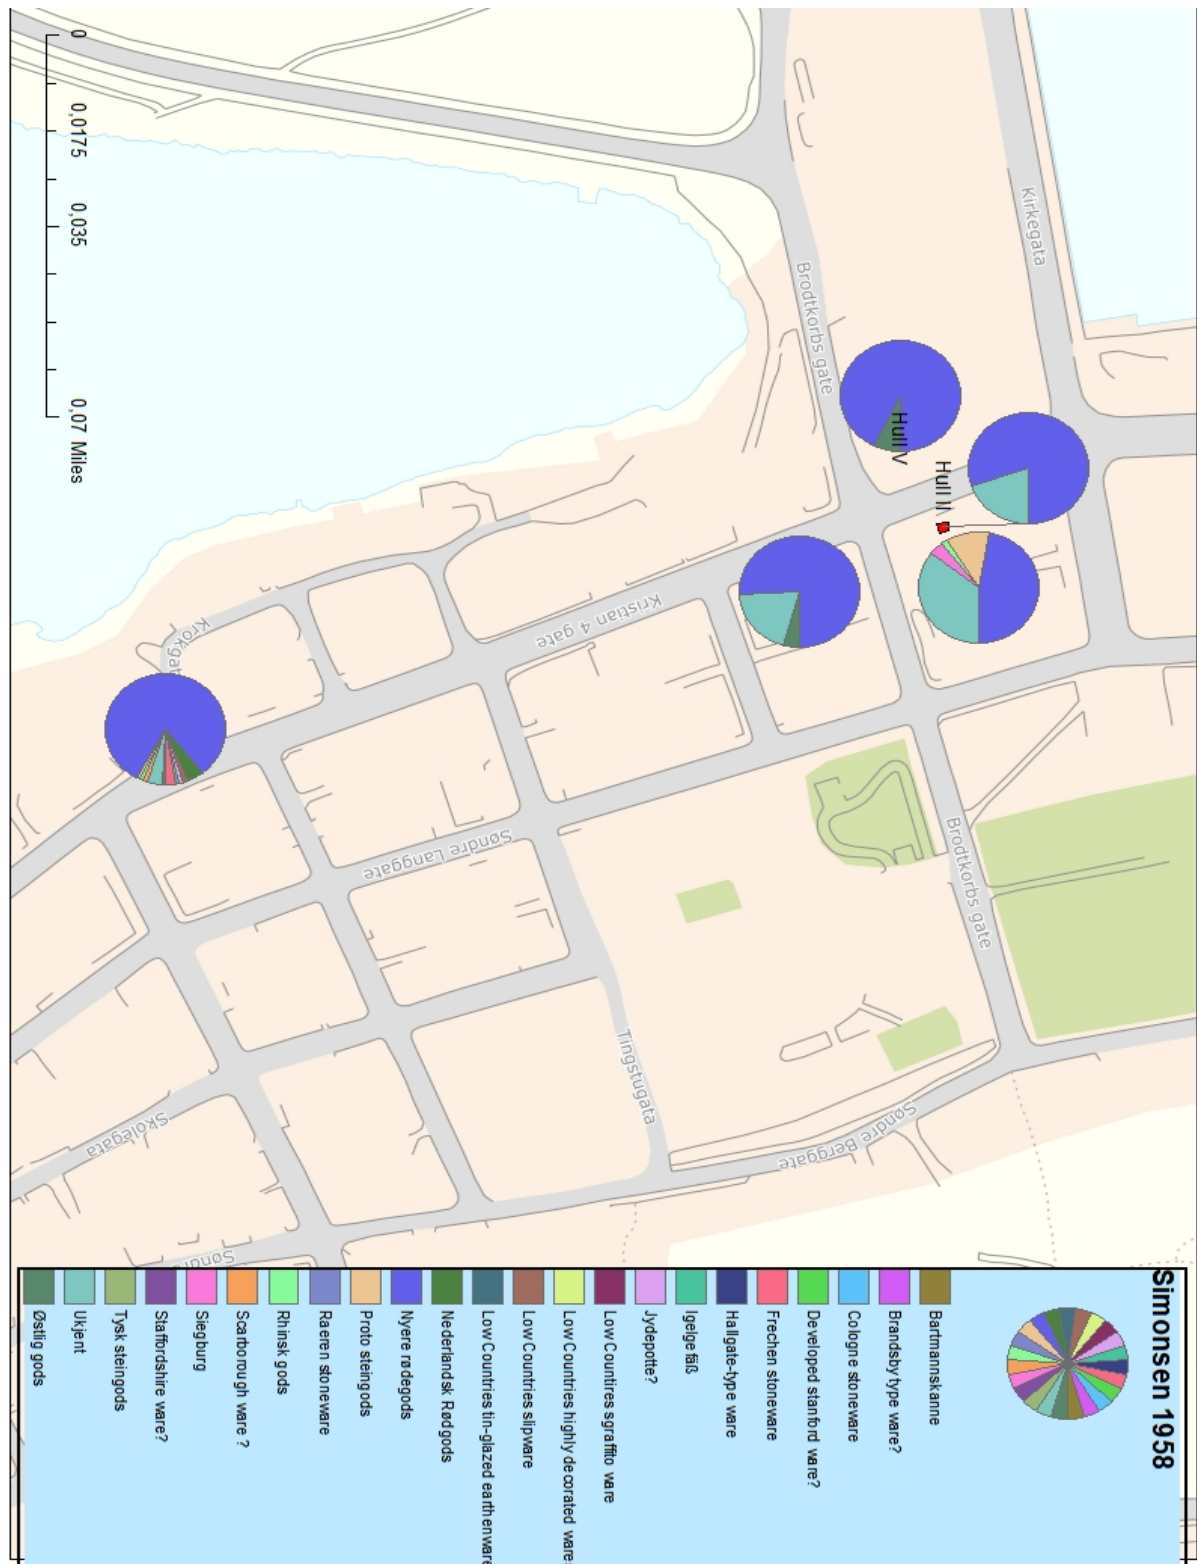 Simonsen 1958
Bartmannskanne
Brandsby type ware?
Cologne stoneware
Developed stanford ware?
Frechen stoneware
Hallgate-type ware
Igelgefäß
Jydepotte?
Low Countires sgraffito ware
Low Countries highly decorated ware
Low Countries slipware
Low Countries tin-glazed earthenware
Nederlandsk Rødgods
Nyere rødegods
Proto steingods
Raeren stoneware
Rhinsk gods
Scarborough ware ?
Siegburg
Staffordshire ware?
Tysk steingods
Ukjent
Østlig gods
Kirkegata
Brodtkorbs gate
Hull V
Hull N
Kristian 4 gate
Krokgata
Søndre Langgate
Brodtkorbs gate
Tingstugata
Søndre Berggate
Skolegata
Søndre
0
0,0175
0,035
0,07 Miles